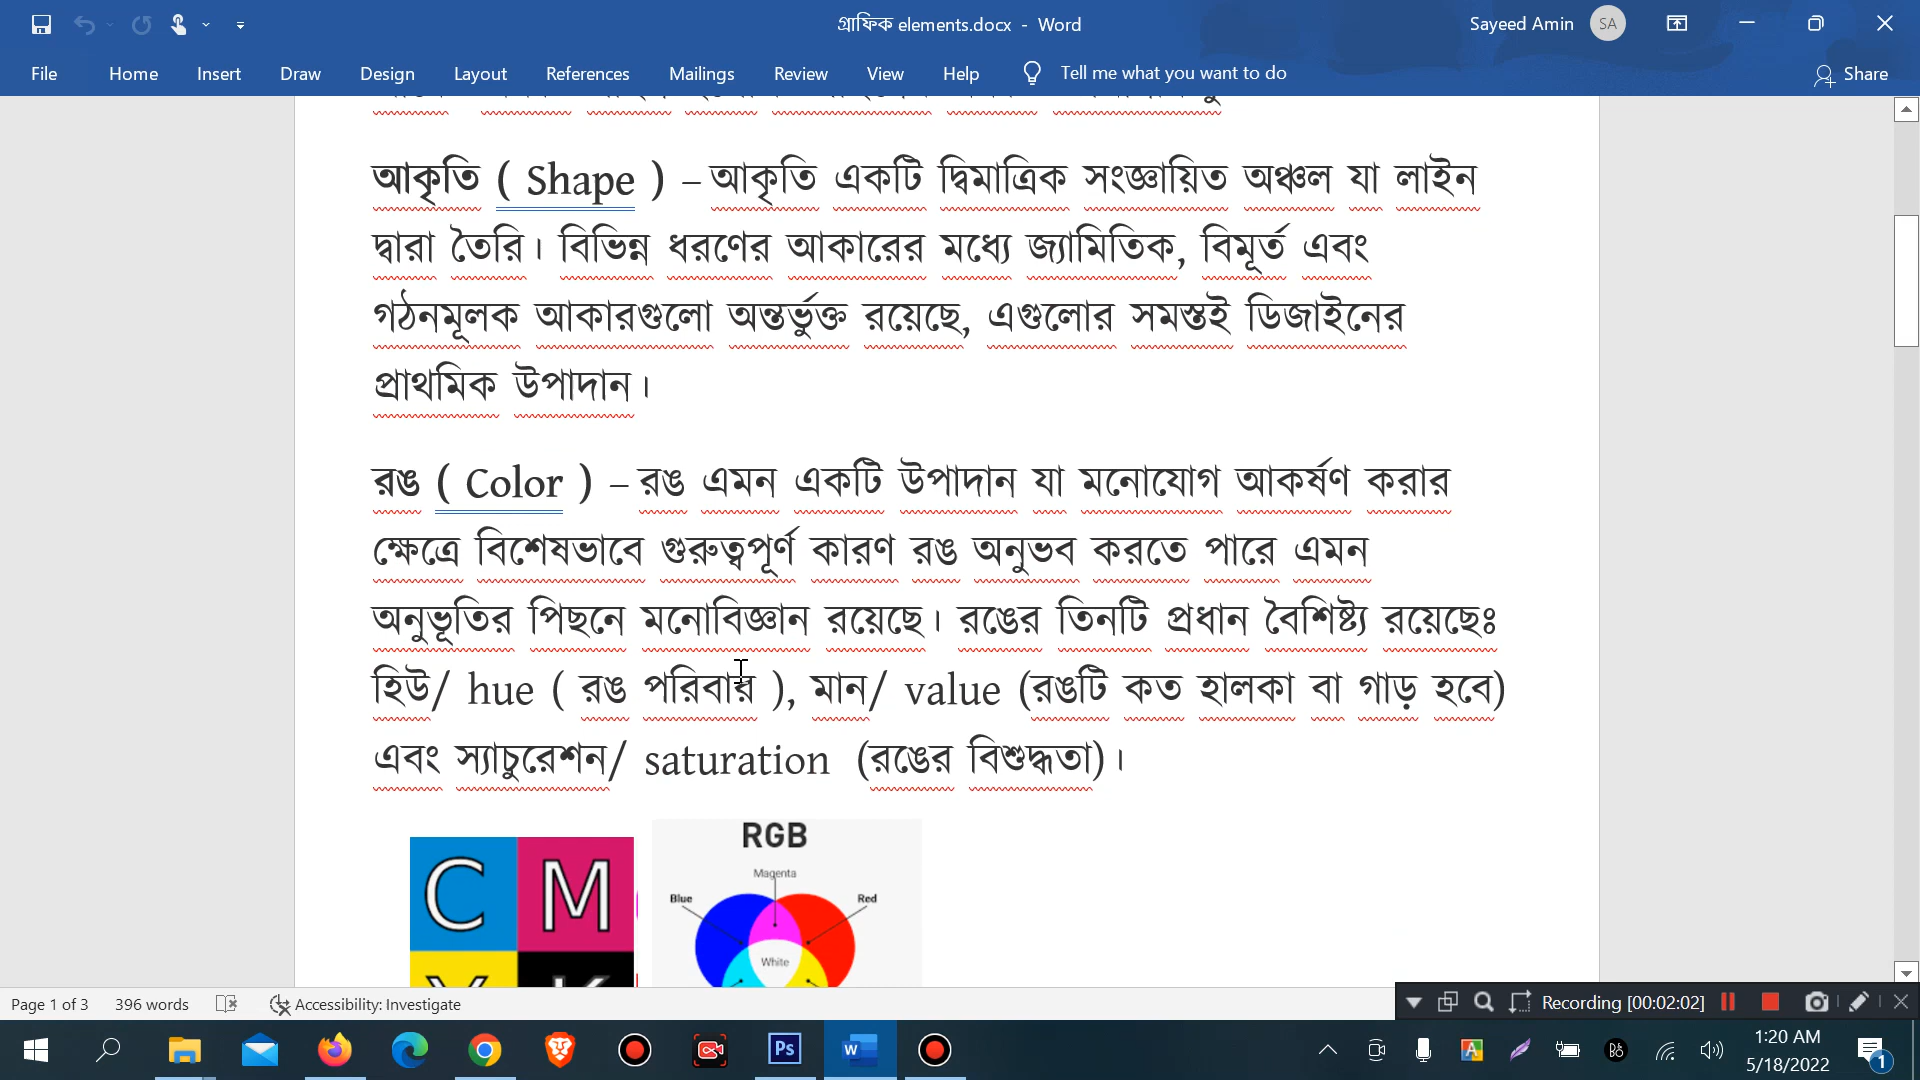 গ্রাফিক elements.docx - Word
Sayeed Amin
SA
File Home Insert Draw Design Layout References Mailings Review View Help Tell me what you want to do Share
আকৃতি ( Shape ) – আকৃতি একটি দ্বিমাত্রিক সংজ্ঞায়িত অঞ্চল যা লাইন
দ্বারা তৈরি। বিভিন্ন ধরণের আকারের মধ্যে জ্যামিতিক, বিমূর্ত এবং
গঠনমূলক আকারগুলো অন্তর্ভুক্ত রয়েছে, এগুলোর সমস্তই ডিজাইনের
প্রাথমিক উপাদান।
রঙ ( Color ) – রঙ এমন একটি উপাদান যা মনোযোগ আকর্ষণ করার
ক্ষেত্রে বিশেষভাবে গুরুত্বপূর্ণ কারণ রঙ অনুভব করতে পারে এমন
অনুভূতির পিছনে মনোবিজ্ঞান রয়েছে। রঙের তিনটি প্রধান বৈশিষ্ট্য রয়েছেঃ
হিউ/ hue ( রঙ পরিবার ), মান/ value (রঙটি কত হালকা বা গাড় হবে)
এবং স্যাচুরেশন/ saturation (রঙের বিশুদ্ধতা)।
C M
RGB
Magenta
Blue
Red
White
Page 1 of 3 396 words Accessibility: Investigate
Recording [00:02:02]
Ps
W
1:20 AM
5/18/2022
1